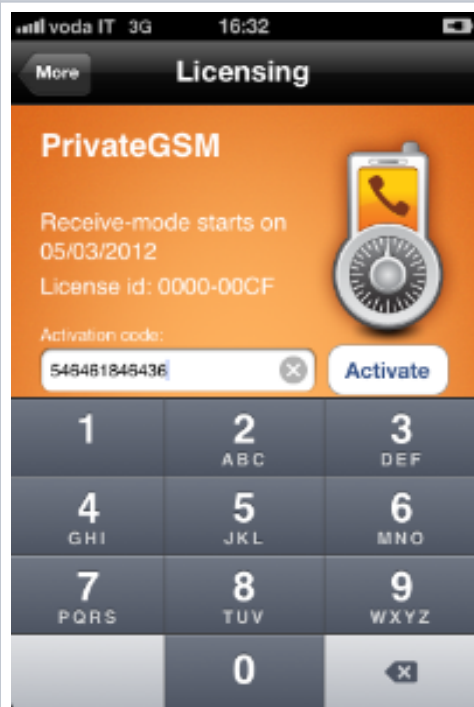 voda IT 3G 16:32
More Licensing
PrivateGSM
Receive-mode starts on
05/03/2012
License id: 0000-00CF
Activation code:
546461846436 Activate
1 2 3
ABC DEF
4 5 6
GHI JKL MNO
7 8 9
PQRS TUV WXYZ
0